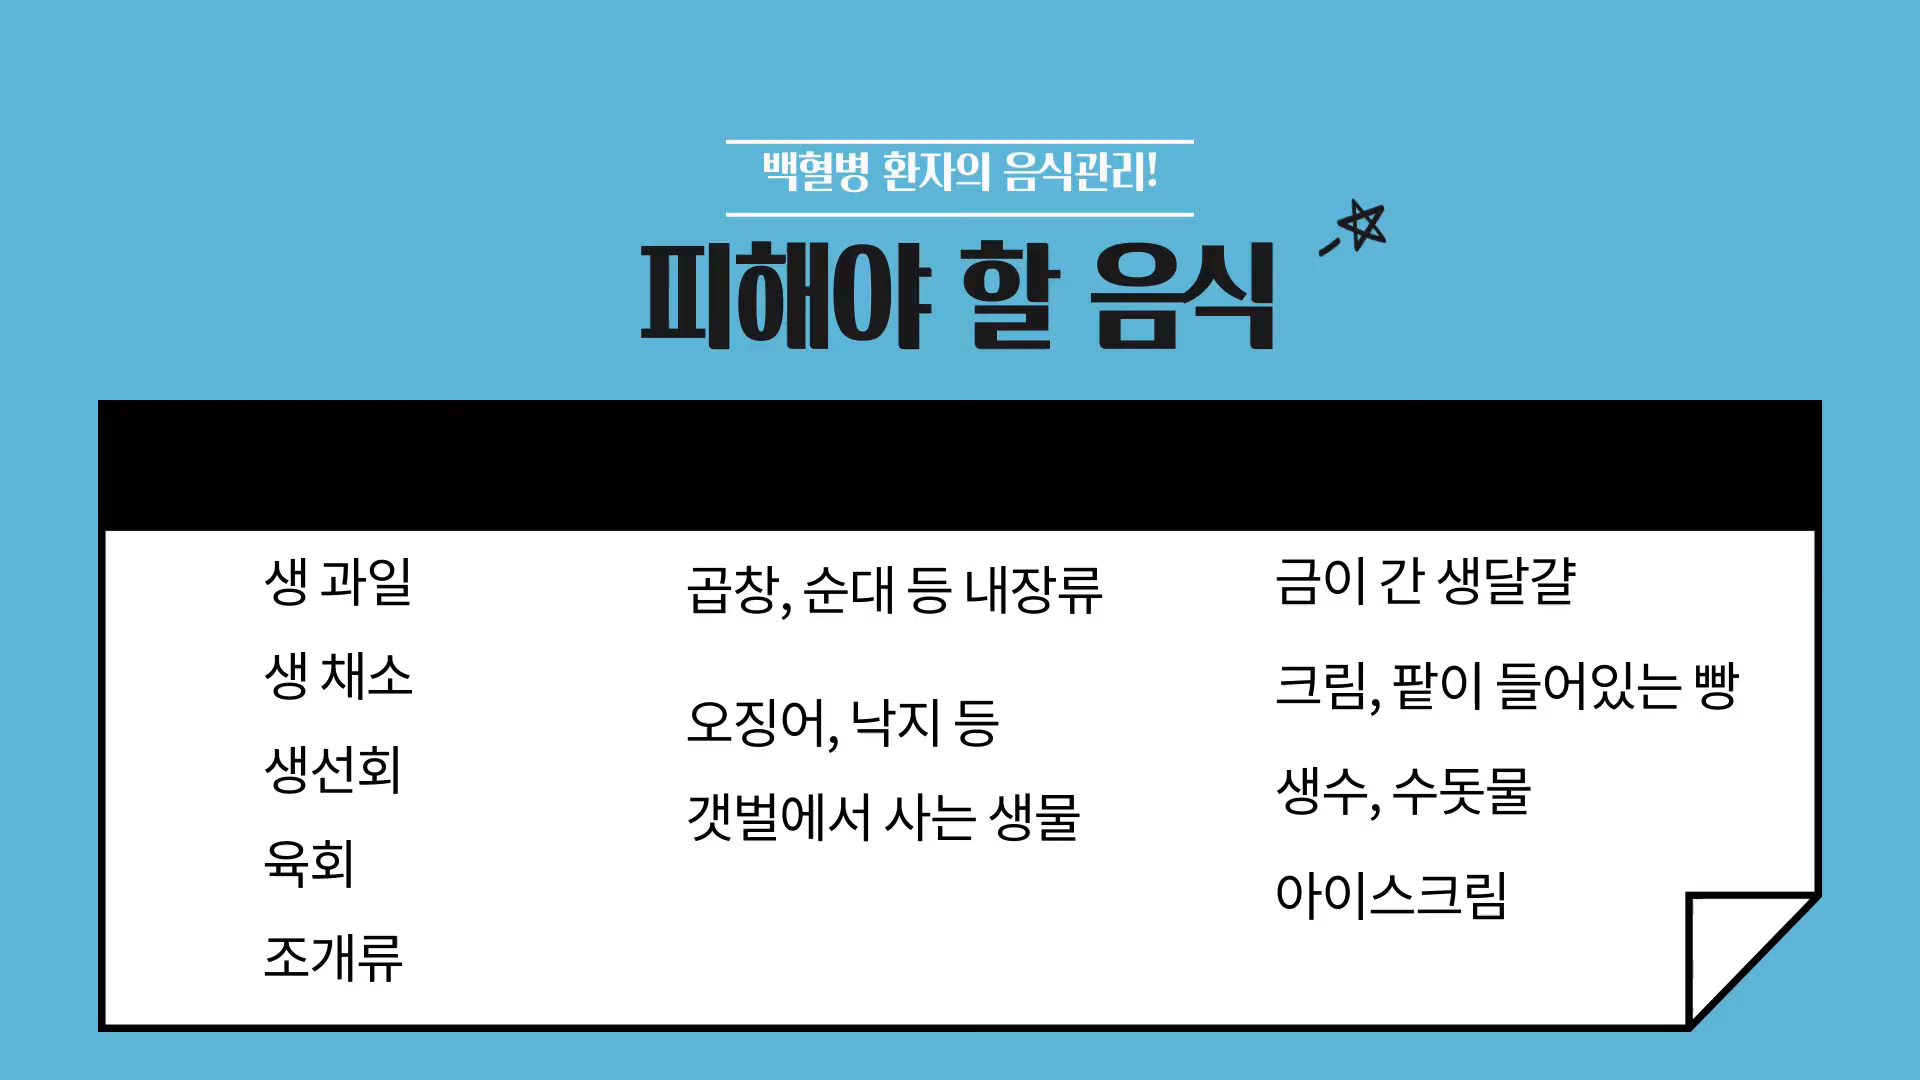 백혈병 환자의 음식관리!
피해야 할 음식
생 과일
생 채소
생선회
육회
조개류
곱창, 순대 등 내장류
오징어, 낙지 등
갯벌에서 사는 생물
금이 간 생달걀
크림, 팥이 들어있는 빵
생수, 수돗물
아이스크림